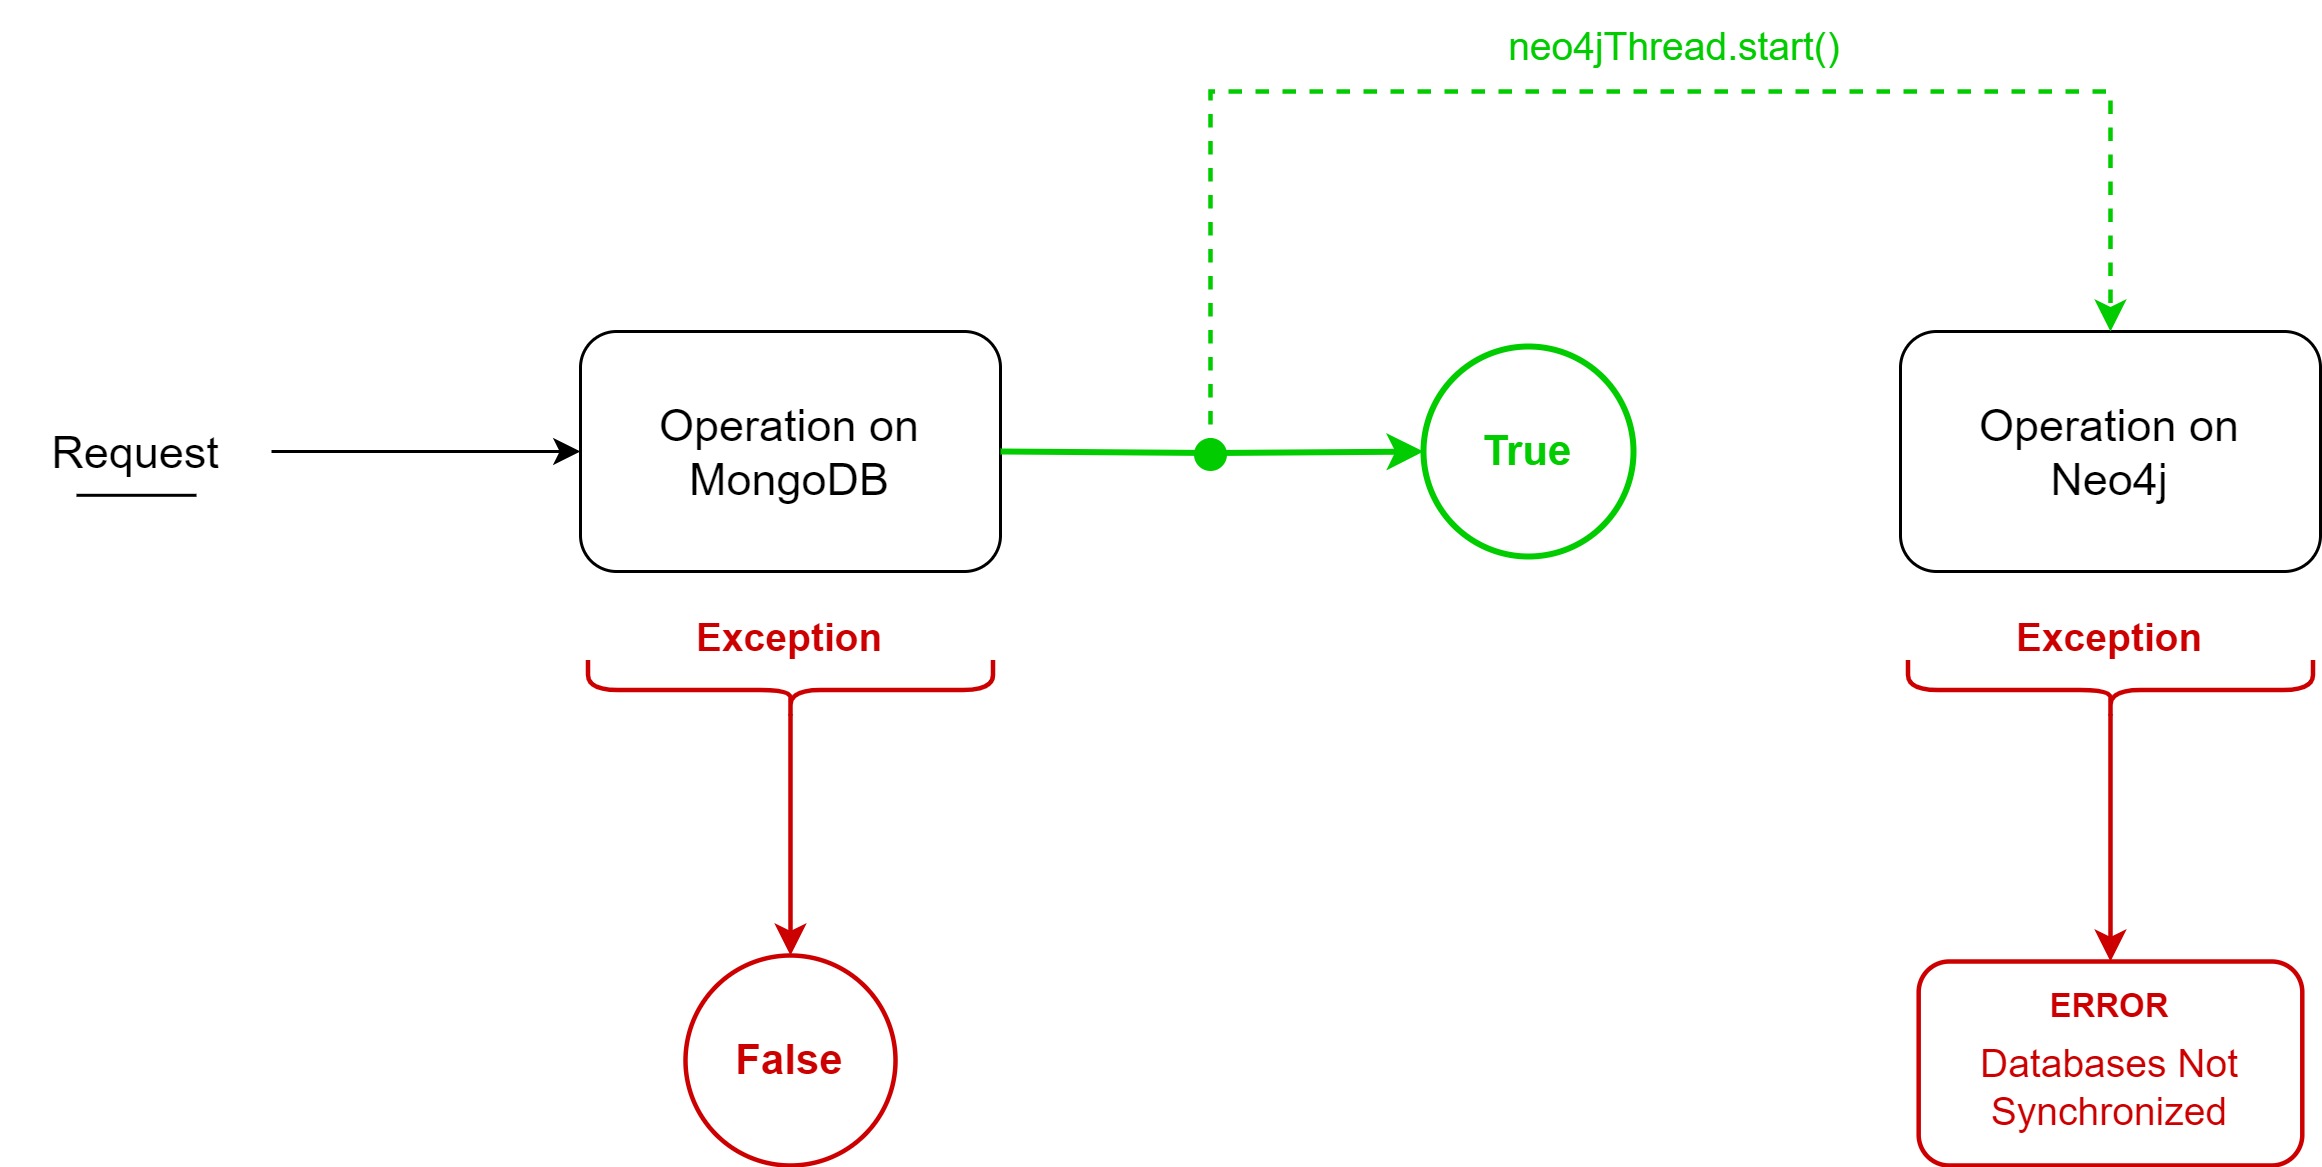 neo4jThread.start()
Request
Operation on
MongoDB
True
Operation on
Neo4j
Exception
Exception
False
ERROR
Databases Not
Synchronized